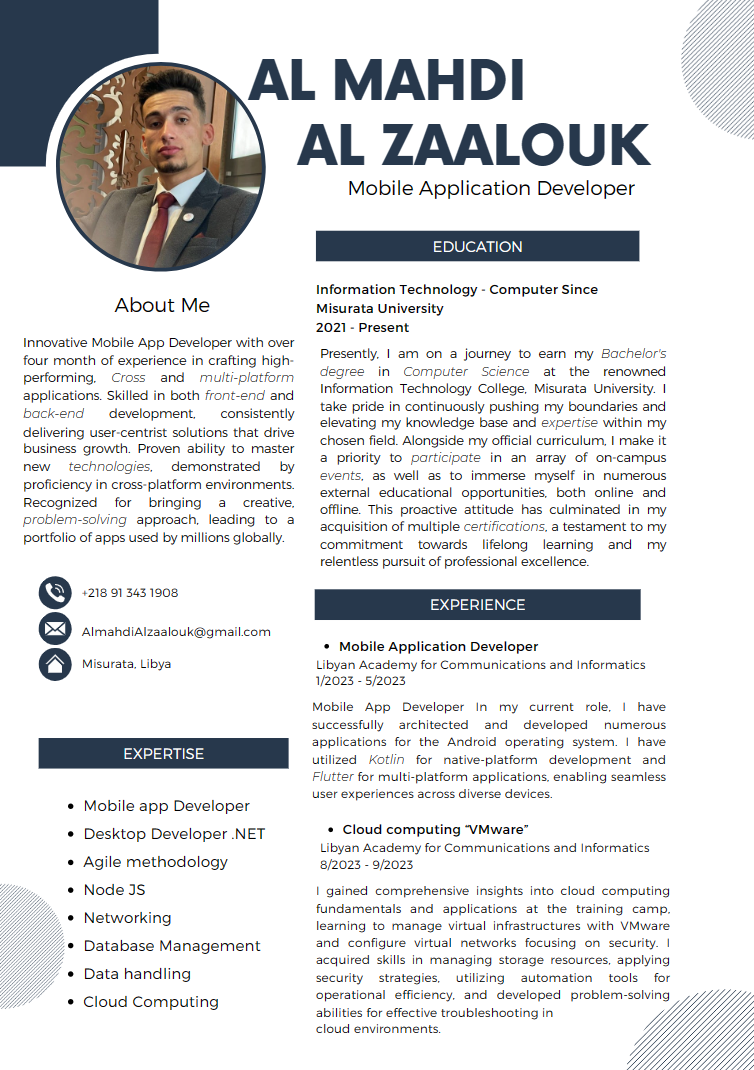 AL MAHDI
AL ZAALOUK
Mobile Application Developer
About Me
Innovative Mobile App Developer with over
four month of experience in crafting high-
performing, Cross and multi-platform
applications. Skilled in both front-end and
back-end development, consistently
delivering user-centrist solutions that drive
business growth. Proven ability to master
new technologies, demonstrated by
proficiency in cross-platform environments.
Recognized for bringing a creative,
problem-solving approach, leading to a
portfolio of apps used by millions globally.
+218 91 343 1908
AlmahdiAlzaalouk@gmail.com
Misurata, Libya
EXPERTISE
• Mobile app Developer
• Desktop Developer .NET
• Agile methodology
• Node JS
• Networking
• Database Management
• Data handling
• Cloud Computing
EDUCATION
Information Technology - Computer Since
Misurata University
2021 - Present
Presently, I am on a journey to earn my Bachelor's
degree in Computer Science at the renowned
Information Technology College, Misurata University. I
take pride in continuously pushing my boundaries and
elevating my knowledge base and expertise within my
chosen field. Alongside my official curriculum, I make it
a priority to participate in an array of on-campus
events, as well as to immerse myself in numerous
external educational opportunities, both online and
offline. This proactive attitude has culminated in my
acquisition of multiple certifications, a testament to my
commitment towards lifelong learning and my
relentless pursuit of professional excellence.
EXPERIENCE
• Mobile Application Developer
Libyan Academy for Communications and Informatics
1/2023 - 5/2023
Mobile App Developer In my current role, I have
successfully architected and developed numerous
applications for the Android operating system. I have
utilized Kotlin for native-platform development and
Flutter for multi-platform applications, enabling seamless
user experiences across diverse devices.
• Cloud computing “VMware”
Libyan Academy for Communications and Informatics
8/2023 - 9/2023
I gained comprehensive insights into cloud computing
fundamentals and applications at the training camp,
learning to manage virtual infrastructures with VMware
and configure virtual networks focusing on security. I
acquired skills in managing storage resources, applying
security strategies, utilizing automation tools for
operational efficiency, and developed problem-solving
abilities for effective troubleshooting in
cloud environments.